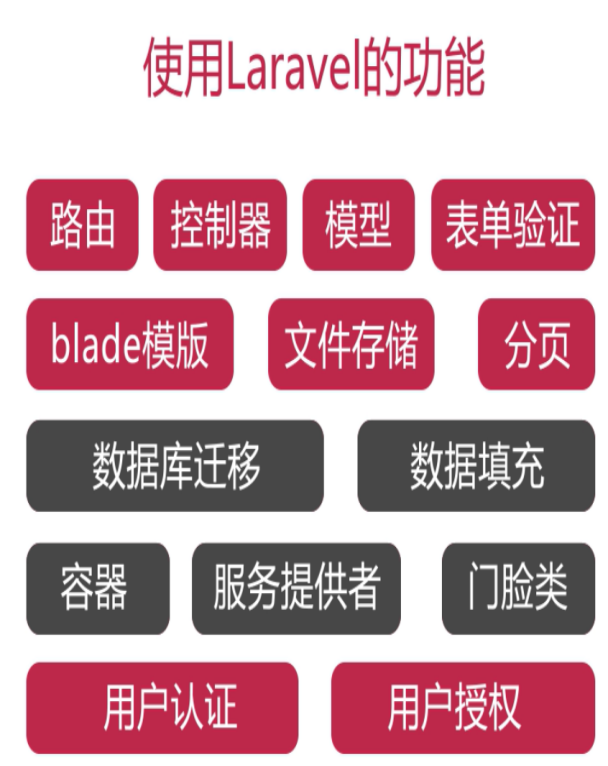 使用Laravel的功能
路由 控制器 模型 表单验证
blade模版 文件存储 分页
数据库迁移 数据填充
容器 服务提供者 门脸类
用户认证 用户授权